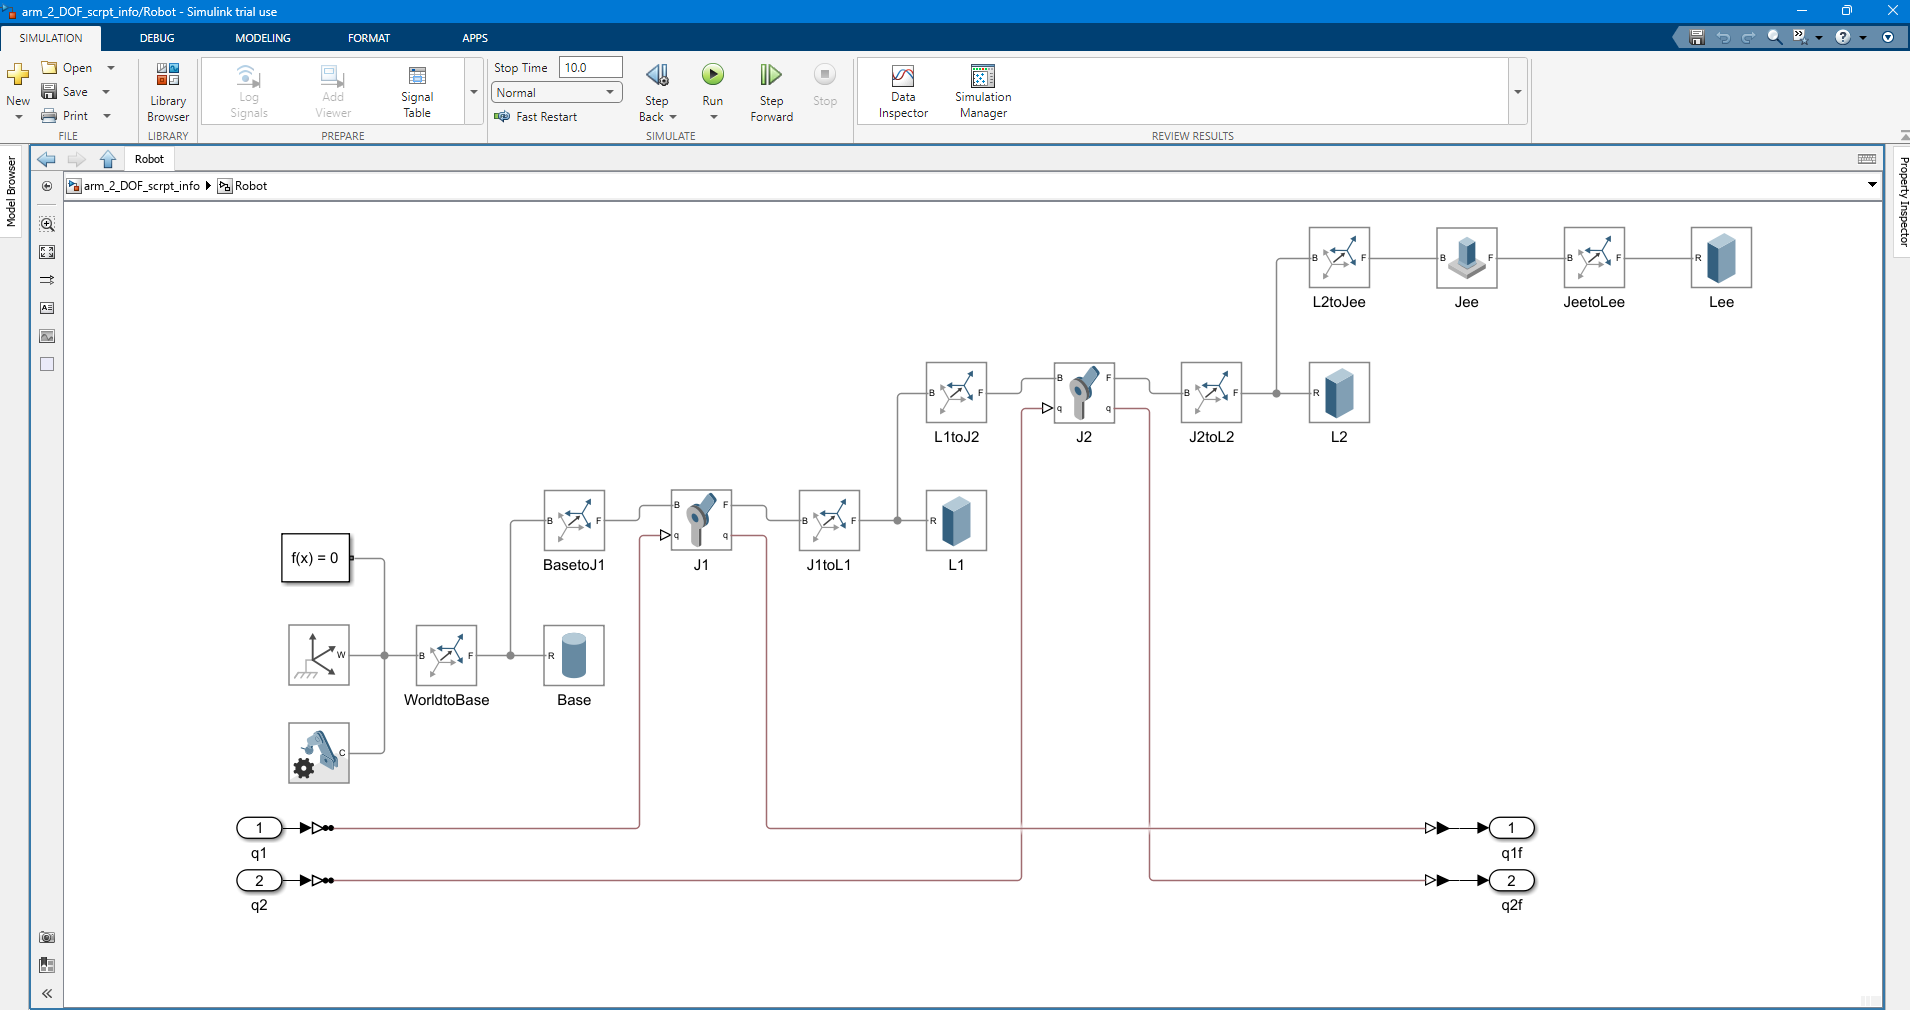 arm_2_DOF_scrpt_info/Robot - Simulink trial use
SIMULATION DEBUG MODELING FORMAT APPS
New
Open
Save
Print
FILE
Library Browser
LIBRARY
Log Signals
Add Viewer
Signal Table
PREPARE
Stop Time 10.0
Normal
Fast Restart
Step Back
Run
Step Forward
Stop
SIMULATE
Data Inspector
Simulation Manager
REVIEW RESULTS
Model Browser
Property Inspector
Robot
arm_2_DOF_scrpt_info Robot
B F B F B F R
L2toJee Jee JeetoLee Lee
B F B F q q B F R
L1toJ2 J2 J2toL2 L2
B F B F q q B F R
BasetoJ1 J1 J1toL1 L1
f(x) = 0
W B F R
WorldtoBase Base
C
1 1
q1 q1f
2 2
q2 q2f